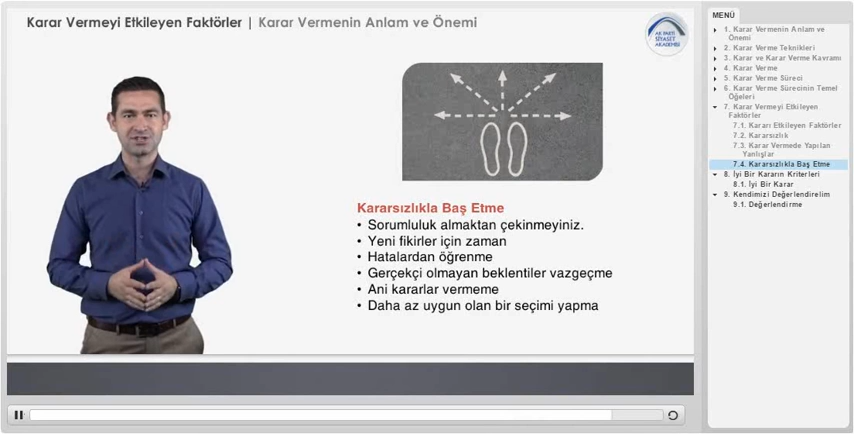 Karar Vermeyi Etkileyen Faktörler | Karar Vermenin Anlam ve Önemi
AK PARTİ
SİYASET
AKADEMİSİ
Kararsızlıkla Baş Etme
• Sorumluluk almaktan çekinmeyiniz.
• Yeni fikirler için zaman
• Hatalardan öğrenme
• Gerçekçi olmayan beklentiler vazgeçme
• Ani kararlar vermeme
• Daha az uygun olan bir seçimi yapma
MENÜ
1. Karar Vermenin Anlam ve
Önemi
2. Karar Verme Teknikleri
3. Karar ve Karar Verme Kavramı
4. Karar Verme
5. Karar Verme Süreci
6. Karar Verme Sürecinin Temel
Öğeleri
7. Karar Vermeyi Etkileyen
Faktörler
7.1. Kararı Etkileyen Faktörler
7.2. Kararsızlık
7.3. Karar Vermede Yapılan
Yanlışlar
7.4. Kararsızlıkla Baş Etme
8. İyi Bir Kararın Kriterleri
8.1. İyi Bir Karar
9. Kendimizi Değerlendirelim
9.1. Değerlendirme